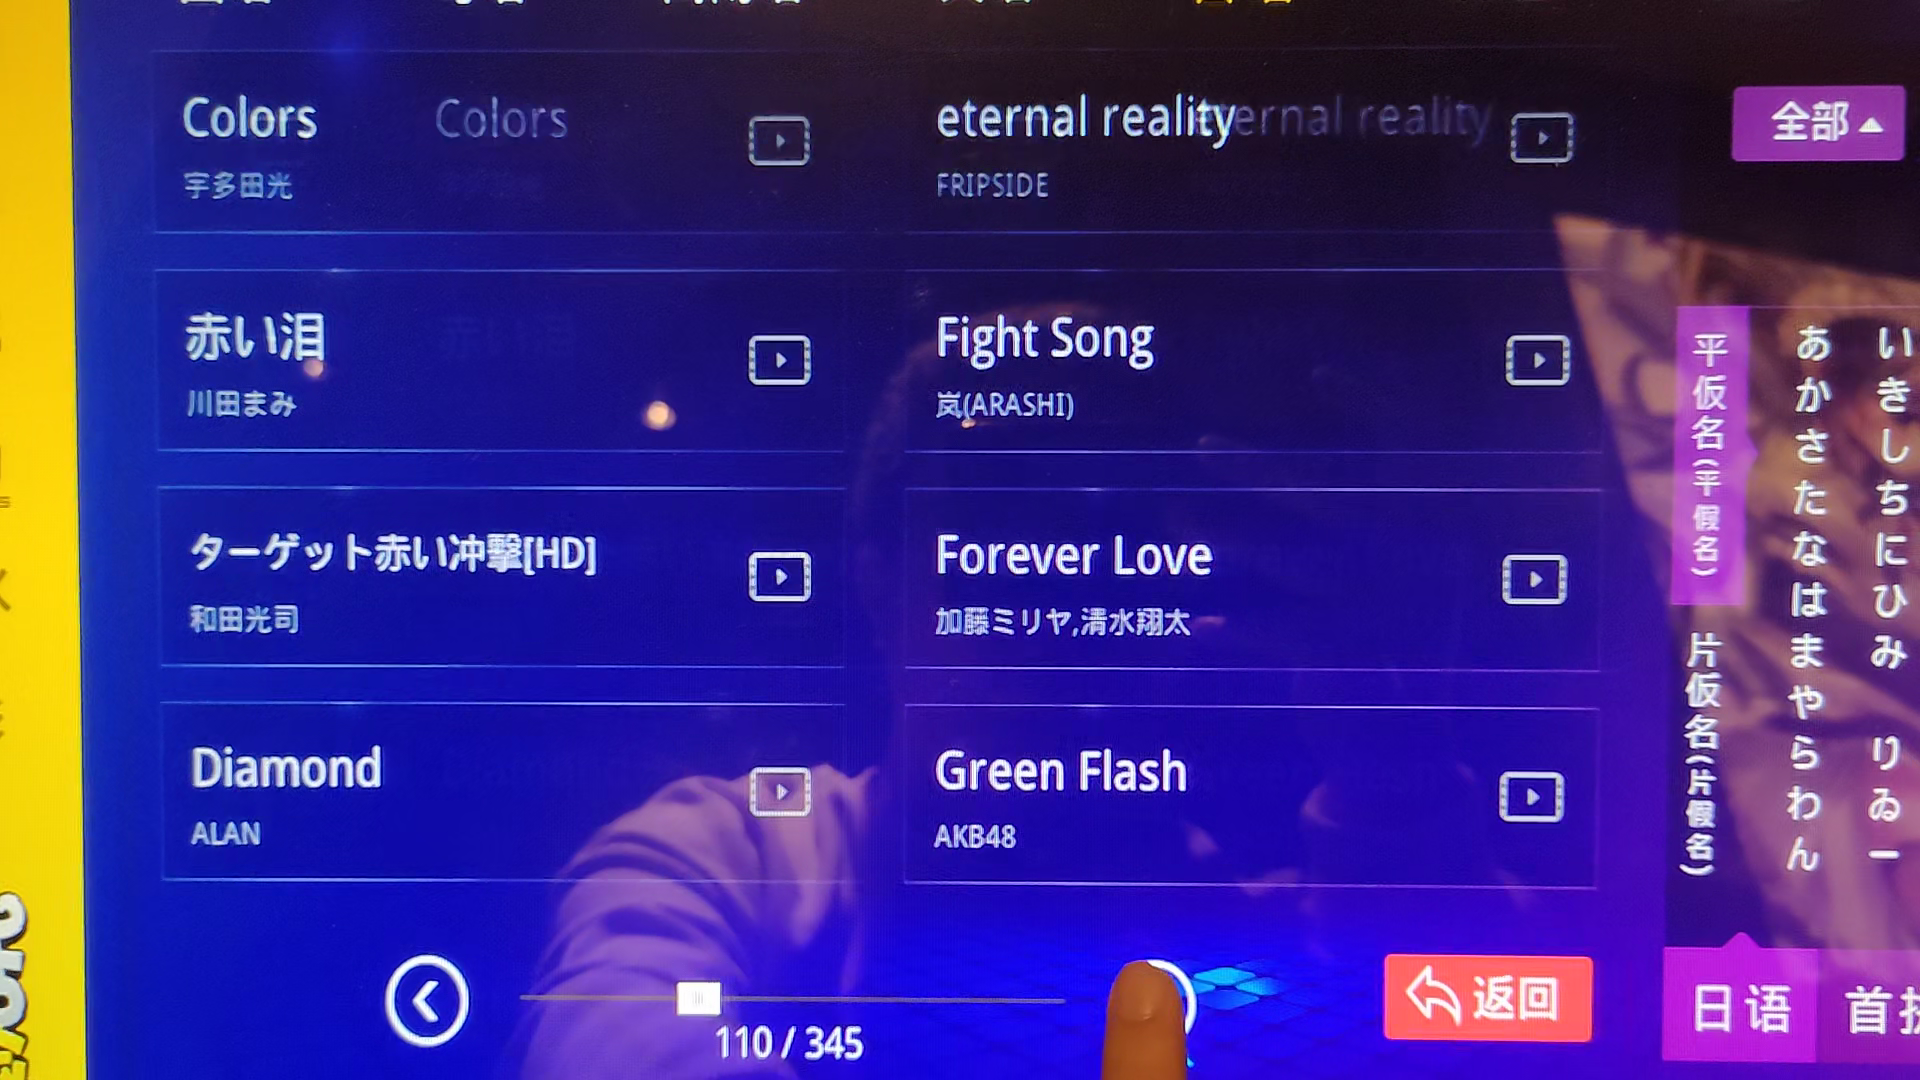 Colors
宇多田光
eternal reality
FRIPSIDE
全部
赤い泪
川田まみ
Fight Song
岚(ARASHI)
ターゲット赤い冲擊[HD]
和田光司
Forever Love
加藤ミリヤ,清水翔太
Diamond
ALAN
Green Flash
AKB48
平仮名(平假名)
片仮名(片假名)
あかさたなはまやらわん
いきしちにひみ りゐー
110 / 345
返回
日语
首